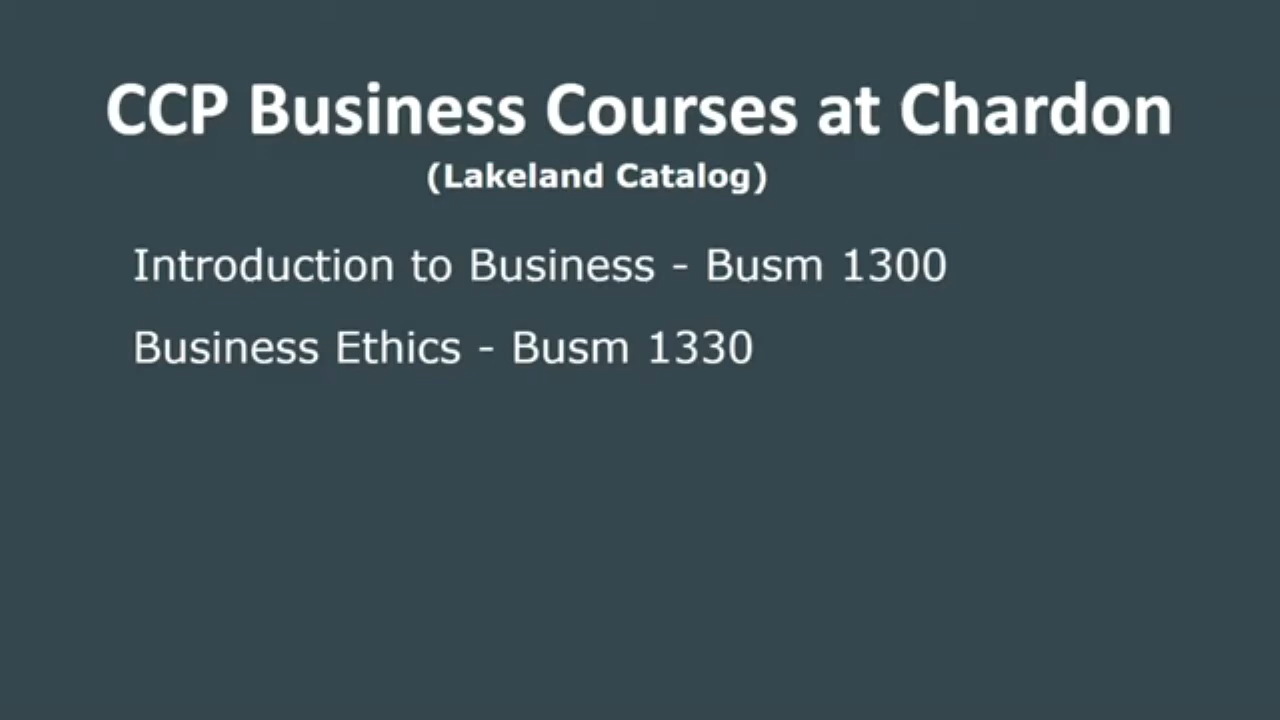 CCP Business Courses at Chardon
(Lakeland Catalog)
Introduction to Business - Busm 1300
Business Ethics - Busm 1330